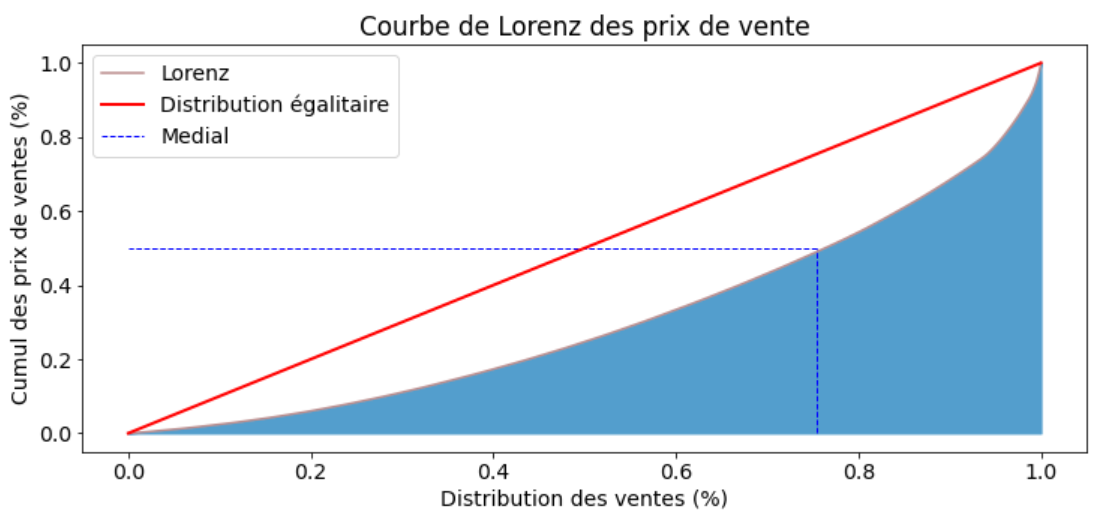 Courbe de Lorenz des prix de vente
Lorenz
Distribution égalitaire
Medial
Cumul des prix de ventes (%)
1.0
0.8
0.6
0.4
0.2
0.0
0.0 0.2 0.4 0.6 0.8 1.0
Distribution des ventes (%)